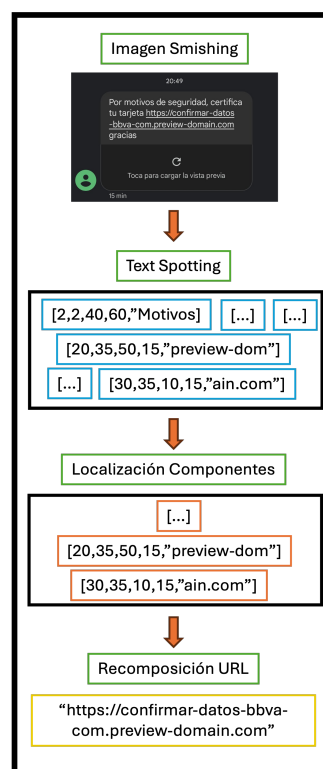 Imagen Smishing
20:49
Por motivos de seguridad, certifica
tu tarjeta https://confirmar-datos
-bbva-com.preview-domain.com
gracias
Toca para cargar la vista previa
15 min
Text Spotting
[2,2,40,60,”Motivos] [...] [...]
[20,35,50,15,”preview-dom”]
[...] [30,35,10,15,”ain.com”]
Localización Componentes
[...]
[20,35,50,15,”preview-dom”]
[30,35,10,15,”ain.com”]
Recomposición URL
“https://confirmar-datos-bbva-
com.preview-domain.com”